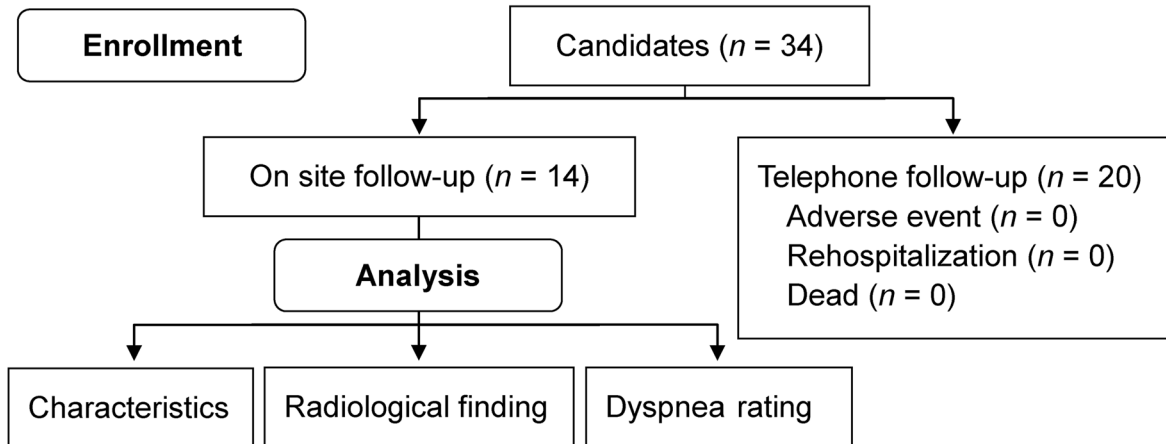 Enrollment
Candidates (n = 34)
On site follow-up (n = 14)
Telephone follow-up (n = 20)
Adverse event (n = 0)
Rehospitalization (n = 0)
Dead (n = 0)
Analysis
Characteristics
Radiological finding
Dyspnea rating